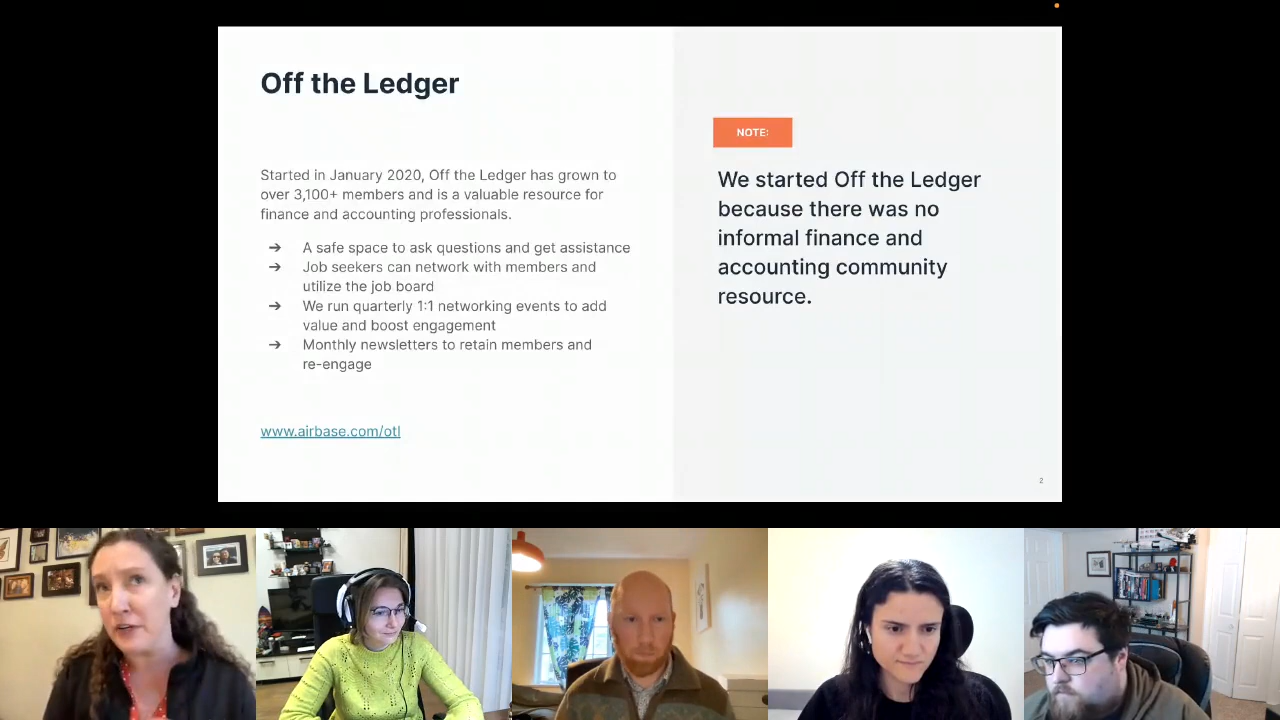 Off the Ledger
Started in January 2020, Off the Ledger has grown to
over 3,100+ members and is a valuable resource for
finance and accounting professionals.
➔ A safe space to ask questions and get assistance
➔ Job seekers can network with members and
utilize the job board
➔ We run quarterly 1:1 networking events to add
value and boost engagement
➔ Monthly newsletters to retain members and
re-engage
www.airbase.com/otl
NOTE:
We started Off the Ledger
because there was no
informal finance and
accounting community
resource.
2